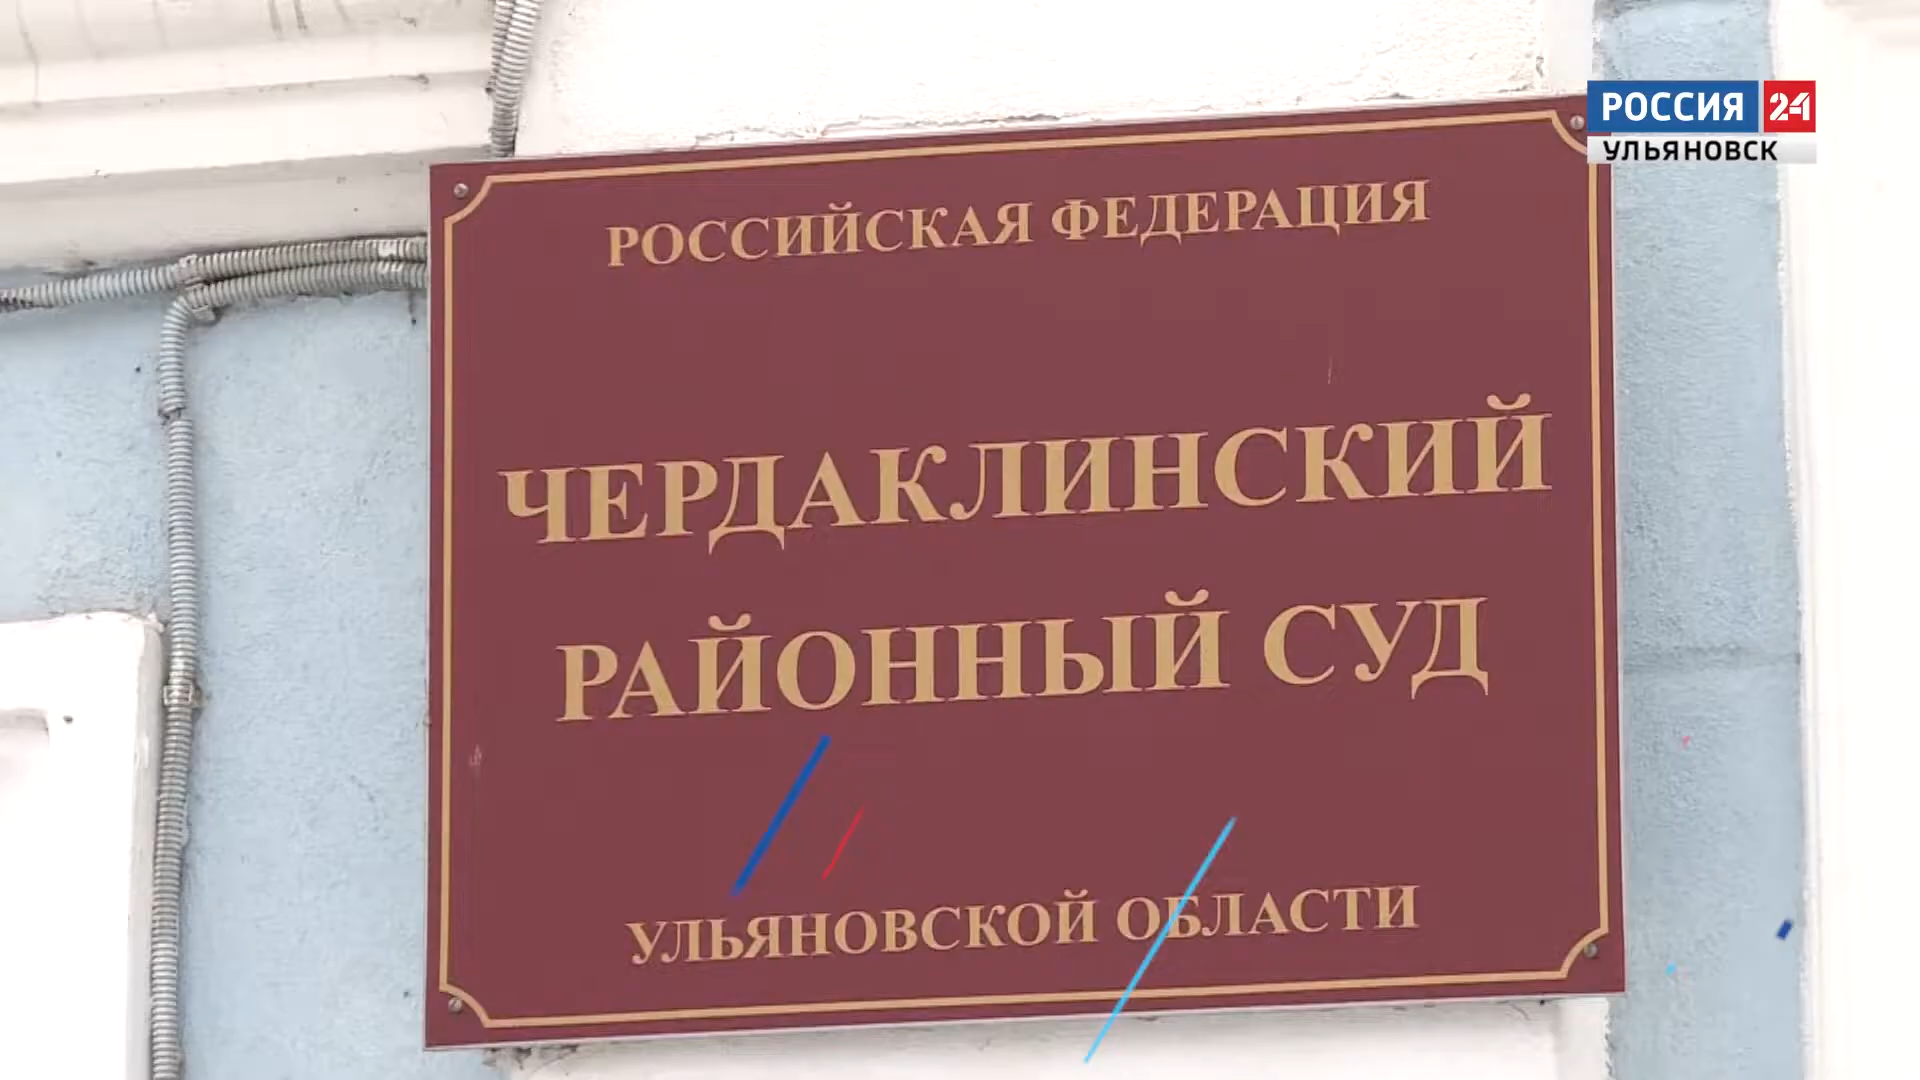 РОССИЯ 24
УЛЬЯНОВСК
РОССИЙСКАЯ ФЕДЕРАЦИЯ
ЧЕРДАКЛИНСКИЙ
РАЙОННЫЙ СУД
УЛЬЯНОВСКОЙ ОБЛАСТИ